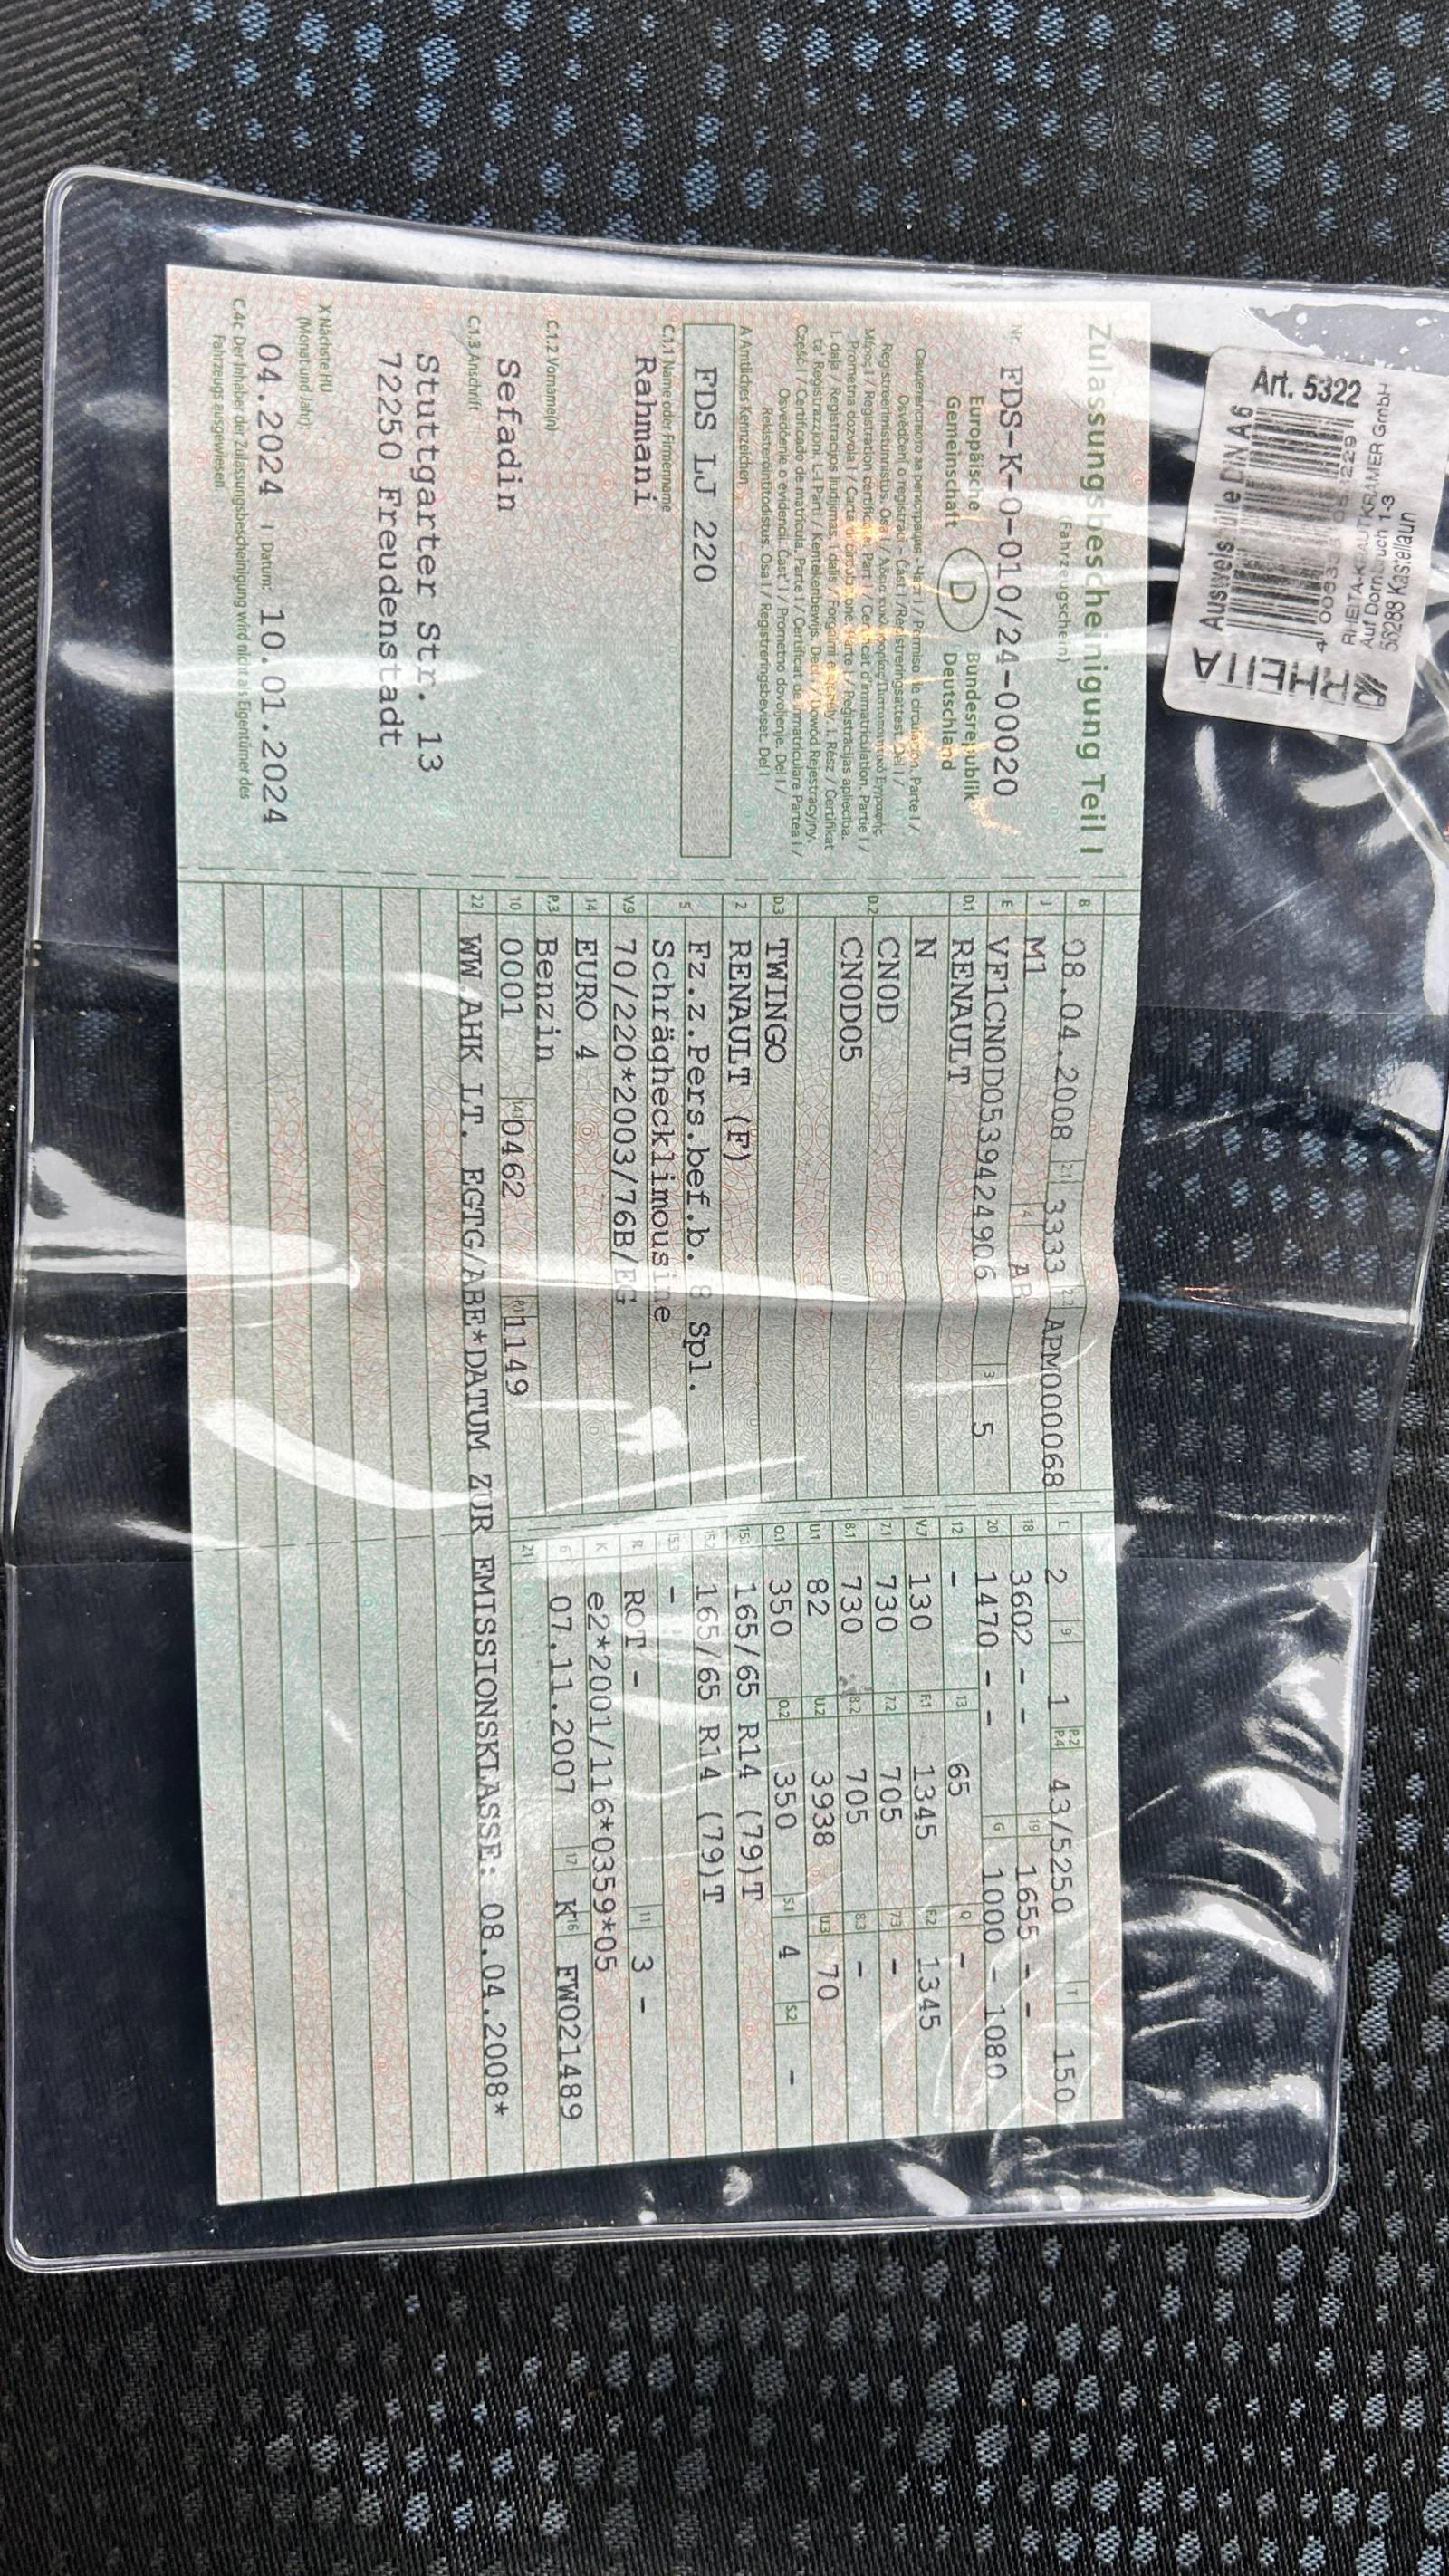 Art. 5322
Ausweishülle DNA6
RHEITA-KRAUTKRÄMER GmbH
Auf Dornbruch 1-3
56288 Kastellaun
RHEITA
Zulassungsbescheinigung Teil I
(Fahrzeugschein)
Nr. FDS-K-0-010/24-00020
Europäische Gemeinschaft
D
Bundesrepublik Deutschland
A Amtliches Kennzeichen
FDS LJ 220
C.1.1 Name oder Firmenname
Rahmani
C.1.2 Vorname(n)
Sefadin
C.1.3 Anschrift
Stuttgarter Str. 13
72250 Freudenstadt
X Nächste HU
(Monat und Jahr):
04.2024 I Datum: 10.01.2024
C.4c Der Inhaber der Zulassungsbescheinigung wird nicht als Eigentümer des
Fahrzeugs ausgewiesen.
B 08.04.2008 2.1 3333 2.2 APM000068
J M1 4 AB
E VF1CN0D0539424906 3 5
D.1 RENAULT
N
D.2 CN0D
CN0D05
D.3 TWINGO
2 RENAULT (F)
5 Fz.z.Pers.bef.b. 8 Spl.
Schräghecklimousine
V.9 70/220*2003/76B/EG
14 EURO 4
P.3 Benzin
10 0001 14.1 0462 P.1 1149
22 WW.AHK LT. EGTG/ABE*DATUM ZUR EMISSIONSKLASSE: 08.04.2008*
L 2 9 1 P.2 P.4 43/5250 T 150
18 3602 - - 19 1655 - -
20 1470 - - G 1000 - 1080
12 - 13 65 Q -
V.7 130 F.1 1345 F.2 1345
7.1 730 7.2 705 7.3 -
8.1 730 8.2 705 8.3 -
U.1 82 U.2 3938 U.3 70
O.1 350 O.2 350 S.1 4 S.2 -
15.1 165/65 R14 (79)T
15.2 165/65 R14 (79)T
15.3 -
R ROT - 11 3 -
K e2*2001/116*0359*05
6 07.11.2007 17 K 16 FW021489
21